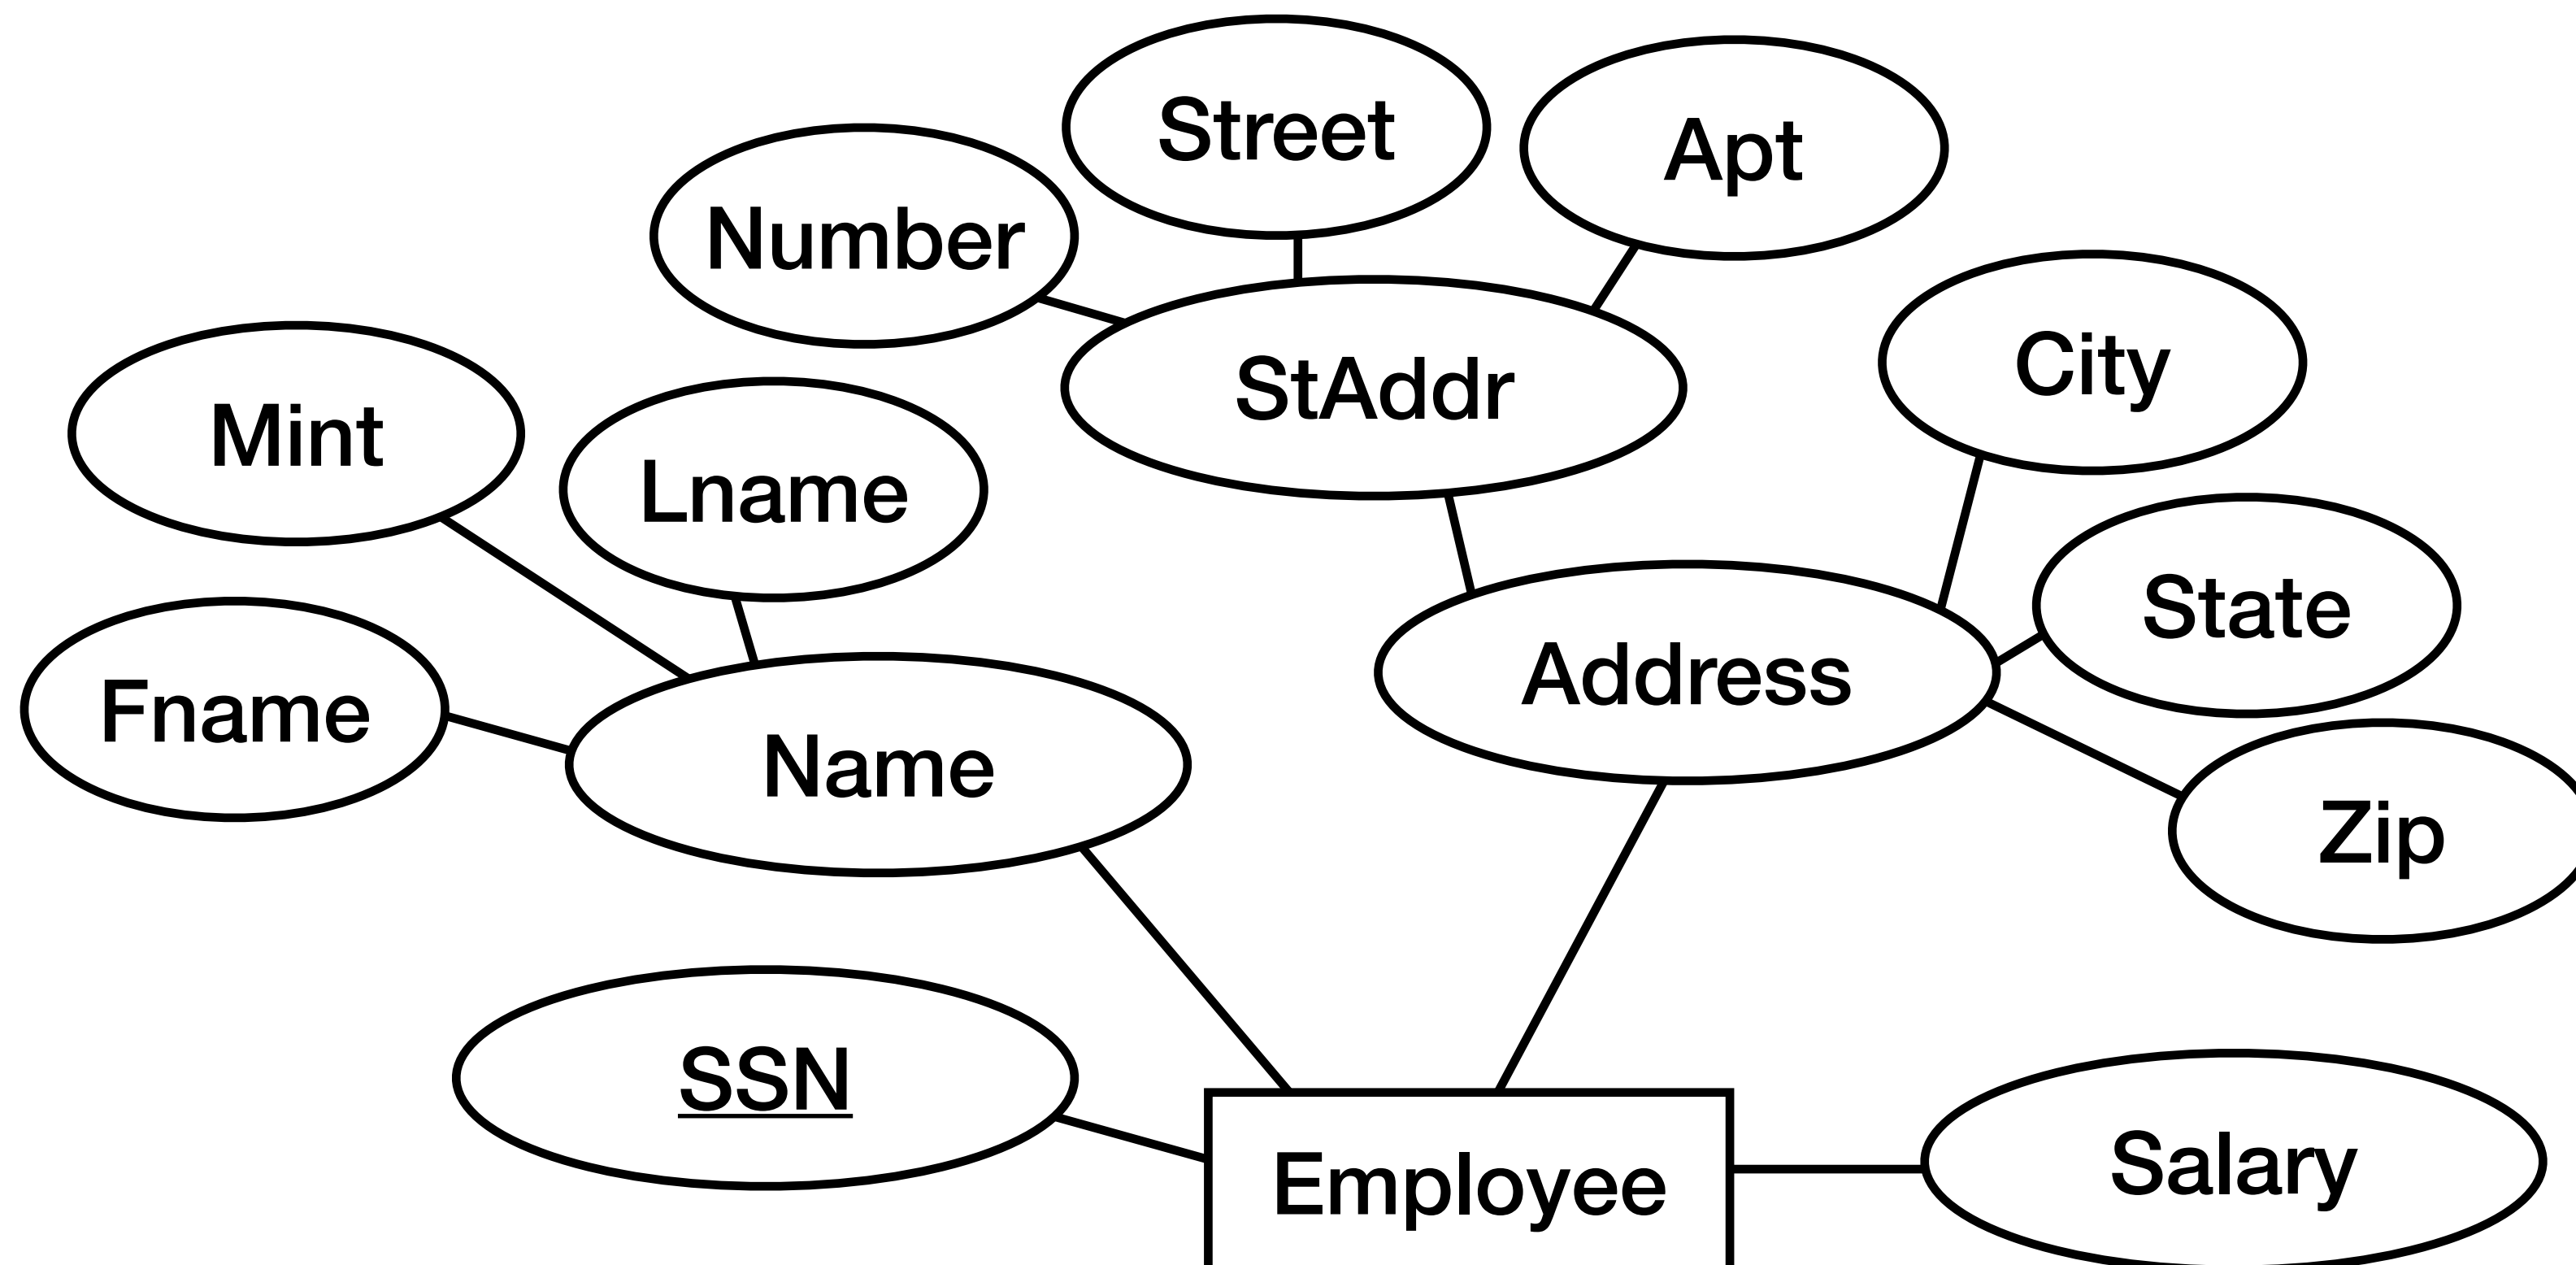 Street
Apt
Number
City
StAddr
Mint
Lname
State
Address
Fname
Name
Zip
SSN
Salary
Employee